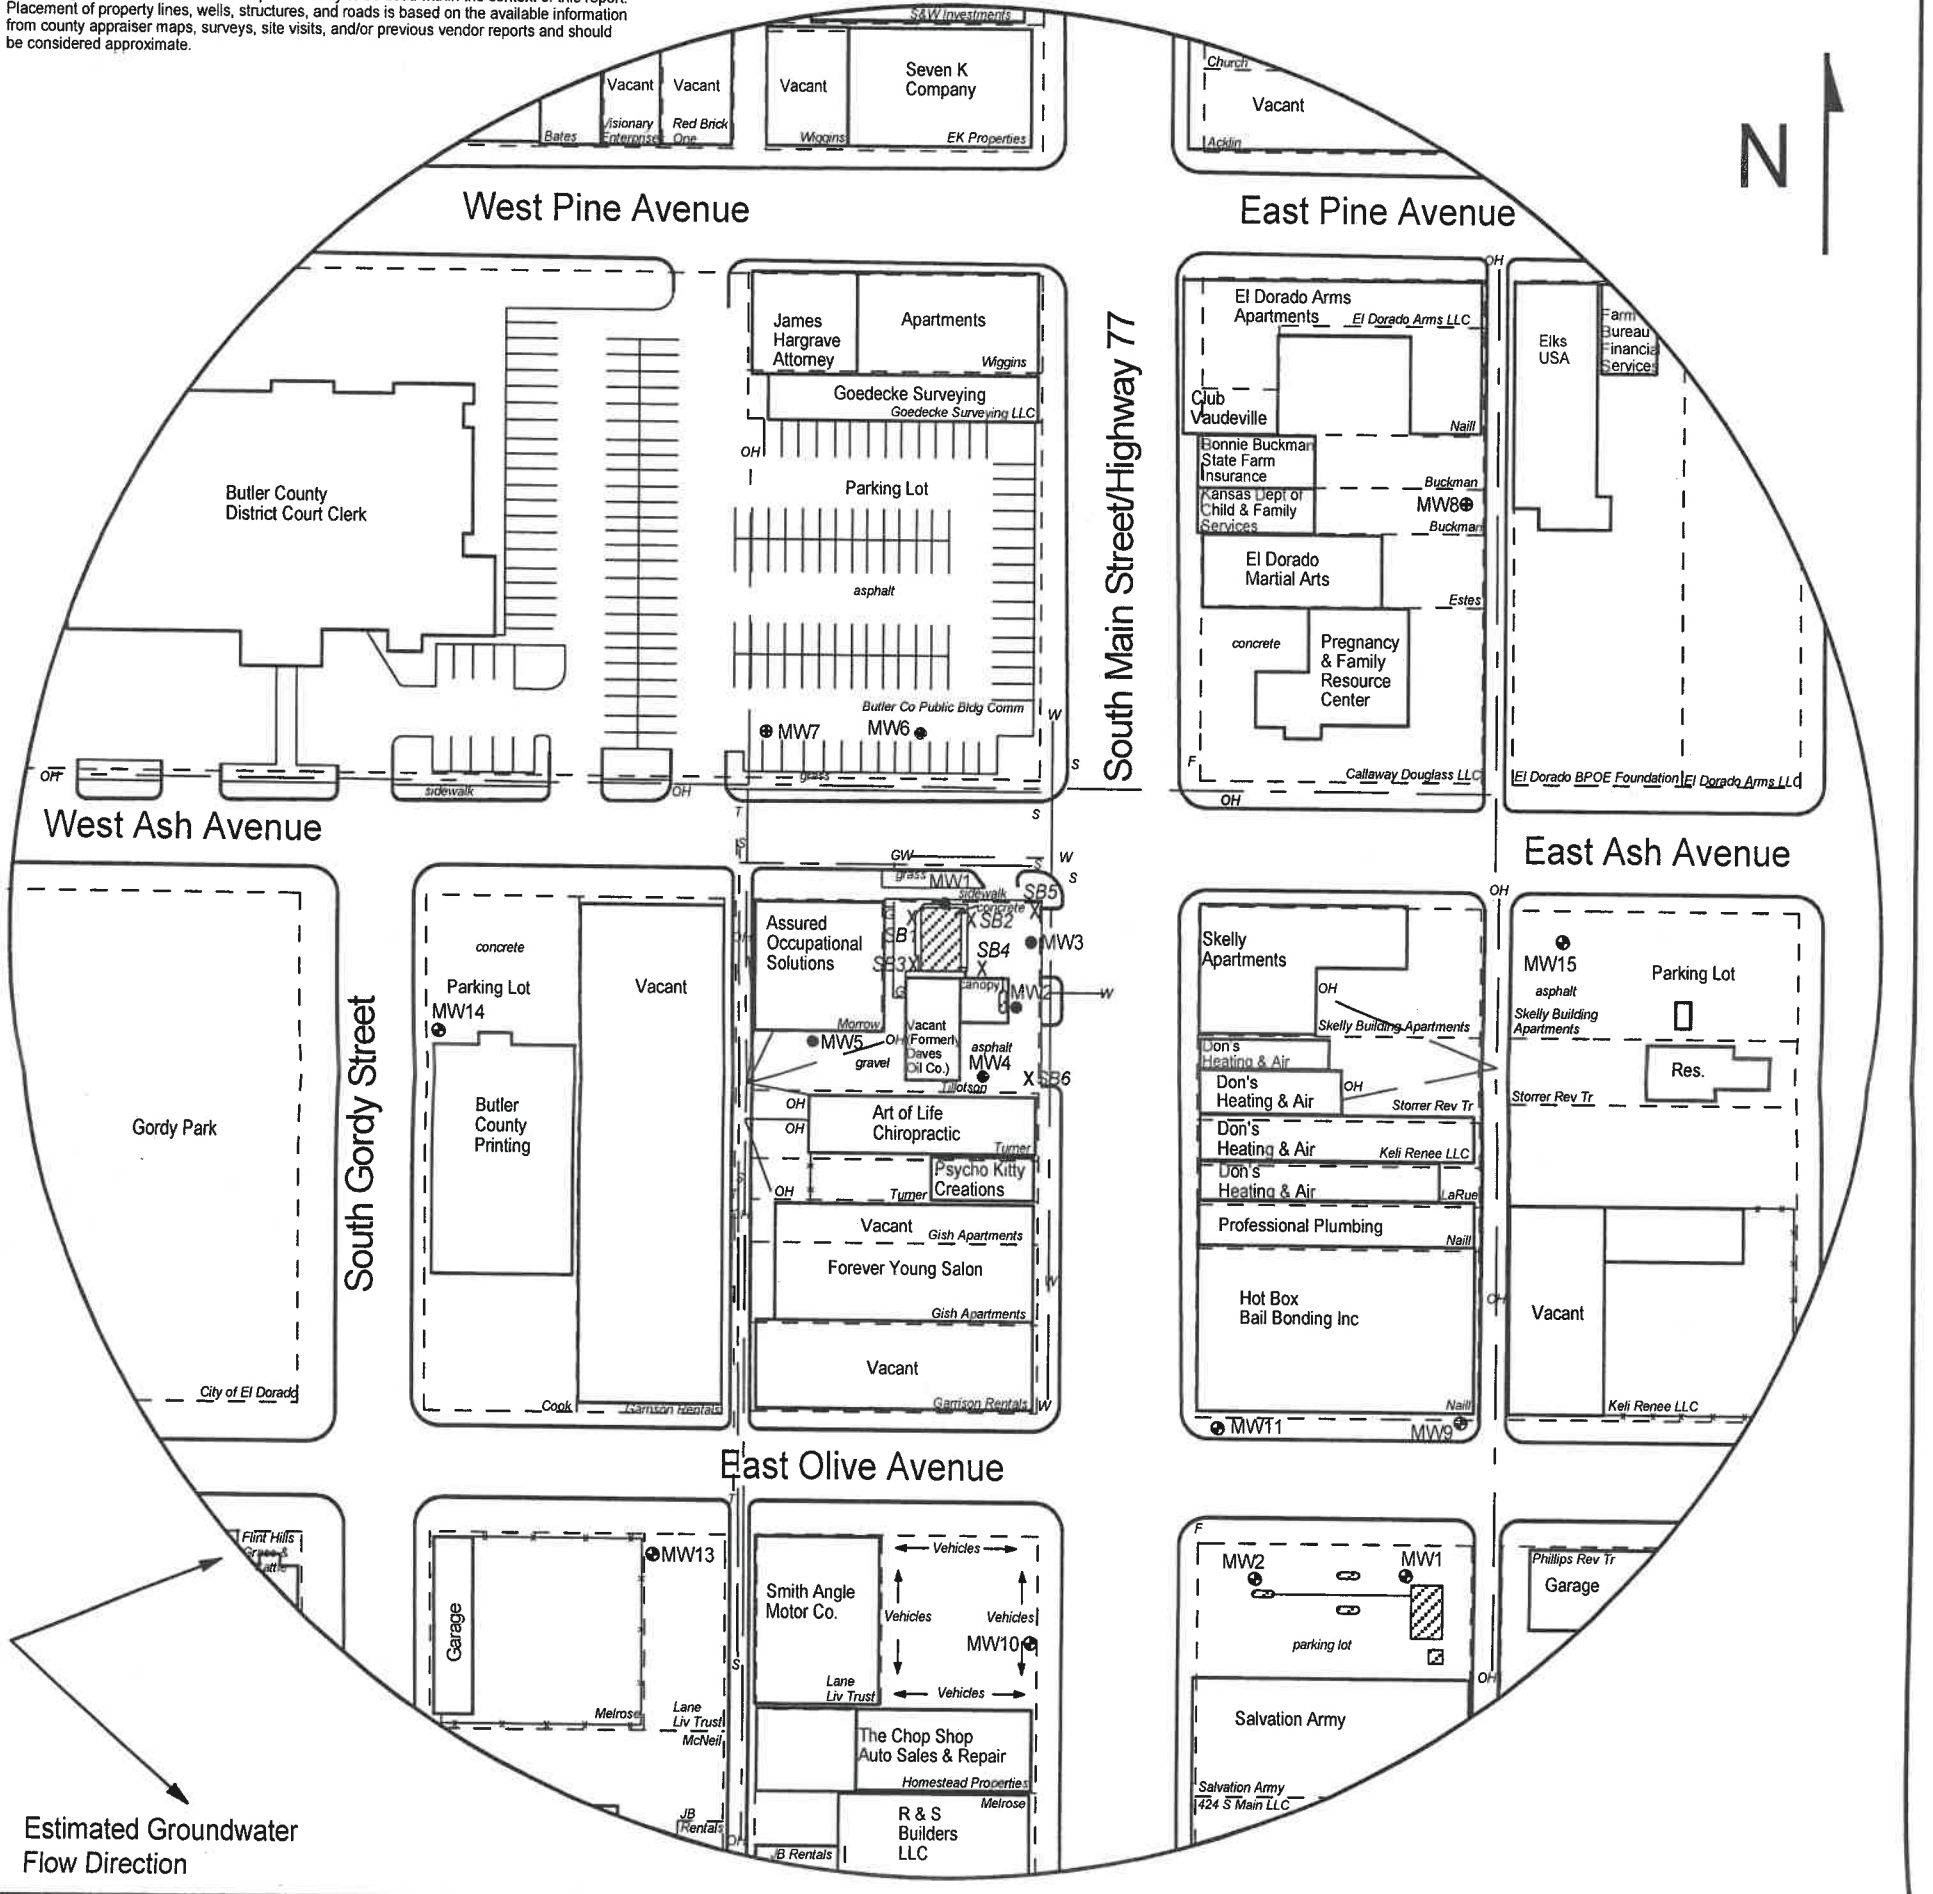 Placement of property lines, wells, structures, and roads is based on the available information
from county appraiser maps, surveys, site visits, and/or previous vendor reports and should
be considered approximate.
S&W Investments
Vacant
Vacant
Vacant
Seven K
Company
Church
Vacant
Bates
Visionary
Enterprise
Red Brick
One
Wiggins
EK Properties
Acklin
N
West Pine Avenue
East Pine Avenue
OH
James
Hargrave
Attorney
Apartments
Wiggins
Goedecke Surveying
Goedecke Surveying LLC
OH
Parking Lot
asphalt
Butler County
District Court Clerk
Butler Co Public Bldg Comm
MW7
MW6
South Main Street/Highway 77
El Dorado Arms
Apartments
El Dorado Arms LLC
Club
Vaudeville
Naill
Bonnie Buckman
State Farm
Insurance
Buckman
Kansas Dept of
Child & Family
Services
MW8
Buckman
El Dorado
Martial Arts
Estes
concrete
Pregnancy
& Family
Resource
Center
Callaway Douglass LLC
Elks
USA
Farm
Bureau
Financial
Services
El Dorado BPOE Foundation
El Dorado Arms LLC
W
S
F
OH
grass
sidewalk
OH
OH
T
S
West Ash Avenue
East Ash Avenue
S
GW
S
W
S
OH
grass
MW1
sidewalk
SB5
concrete
SB2
SB1
SB4
MW3
SB3
G
canopy
MW2
W
Assured
Occupational
Solutions
Morrow
Vacant
(Formerly
Daves
Oil Co.)
OH
MW5
gravel
asphalt
MW4
X SB6
Tillotson
concrete
Parking Lot
MW14
Vacant
Butler
County
Printing
Cook
Garrison Rentals
South Gordy Street
Gordy Park
City of El Dorado
OH
Art of Life
Chiropractic
OH
Turner
Psycho Kitty
Creations
OH
Turner
Vacant
Gish Apartments
Forever Young Salon
Gish Apartments
W
Vacant
Garrison Rentals
W
Skelly
Apartments
OH
Skelly Building Apartments
Don's
Heating & Air
Don's
Heating & Air
OH
Storrer Rev Tr
Don's
Heating & Air
Keli Renee LLC
Don's
Heating & Air
LaRue
Professional Plumbing
Naill
Hot Box
Bail Bonding Inc
Naill
OH
MW11
MW9
MW15
asphalt
Parking Lot
Skelly Building
Apartments
Res.
Storrer Rev Tr
Vacant
Keli Renee LLC
East Olive Avenue
Flint Hills
Garage
MW13
Melrose
Lane
Liv Trust
McNeil
JB
Rentals
T
S
OH
Smith Angle
Motor Co.
Lane
Liv Trust
Vehicles
Vehicles
Vehicles
MW10
Vehicles
The Chop Shop
Auto Sales & Repair
Homestead Properties
Melrose
R & S
Builders
LLC
JB Rentals
F
MW2
MW1
parking lot
OH
Salvation Army
Salvation Army
424 S Main LLC
Phillips Rev Tr
Garage
Estimated Groundwater
Flow Direction